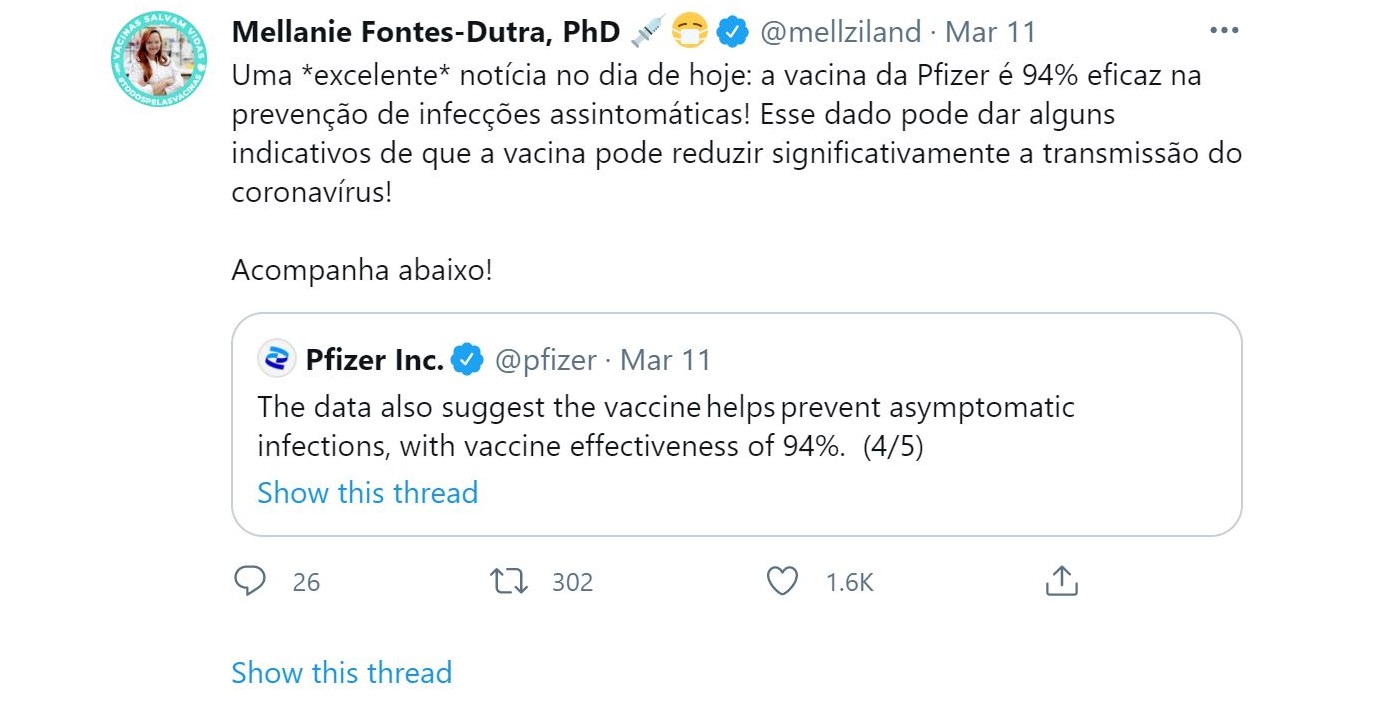 VACINAS SALVAM VIDAS
#TODOSPELASVACINAS
Mellanie Fontes-Dutra, PhD 💉 😷 @mellziland · Mar 11
Uma *excelente* notícia no dia de hoje: a vacina da Pfizer é 94% eficaz na
prevenção de infecções assintomáticas! Esse dado pode dar alguns
indicativos de que a vacina pode reduzir significativamente a transmissão do
coronavírus!
Acompanha abaixo!
Pfizer Inc. @pfizer · Mar 11
The data also suggest the vaccine helps prevent asymptomatic
infections, with vaccine effectiveness of 94%.  (4/5)
Show this thread
26 302 1.6K
Show this thread